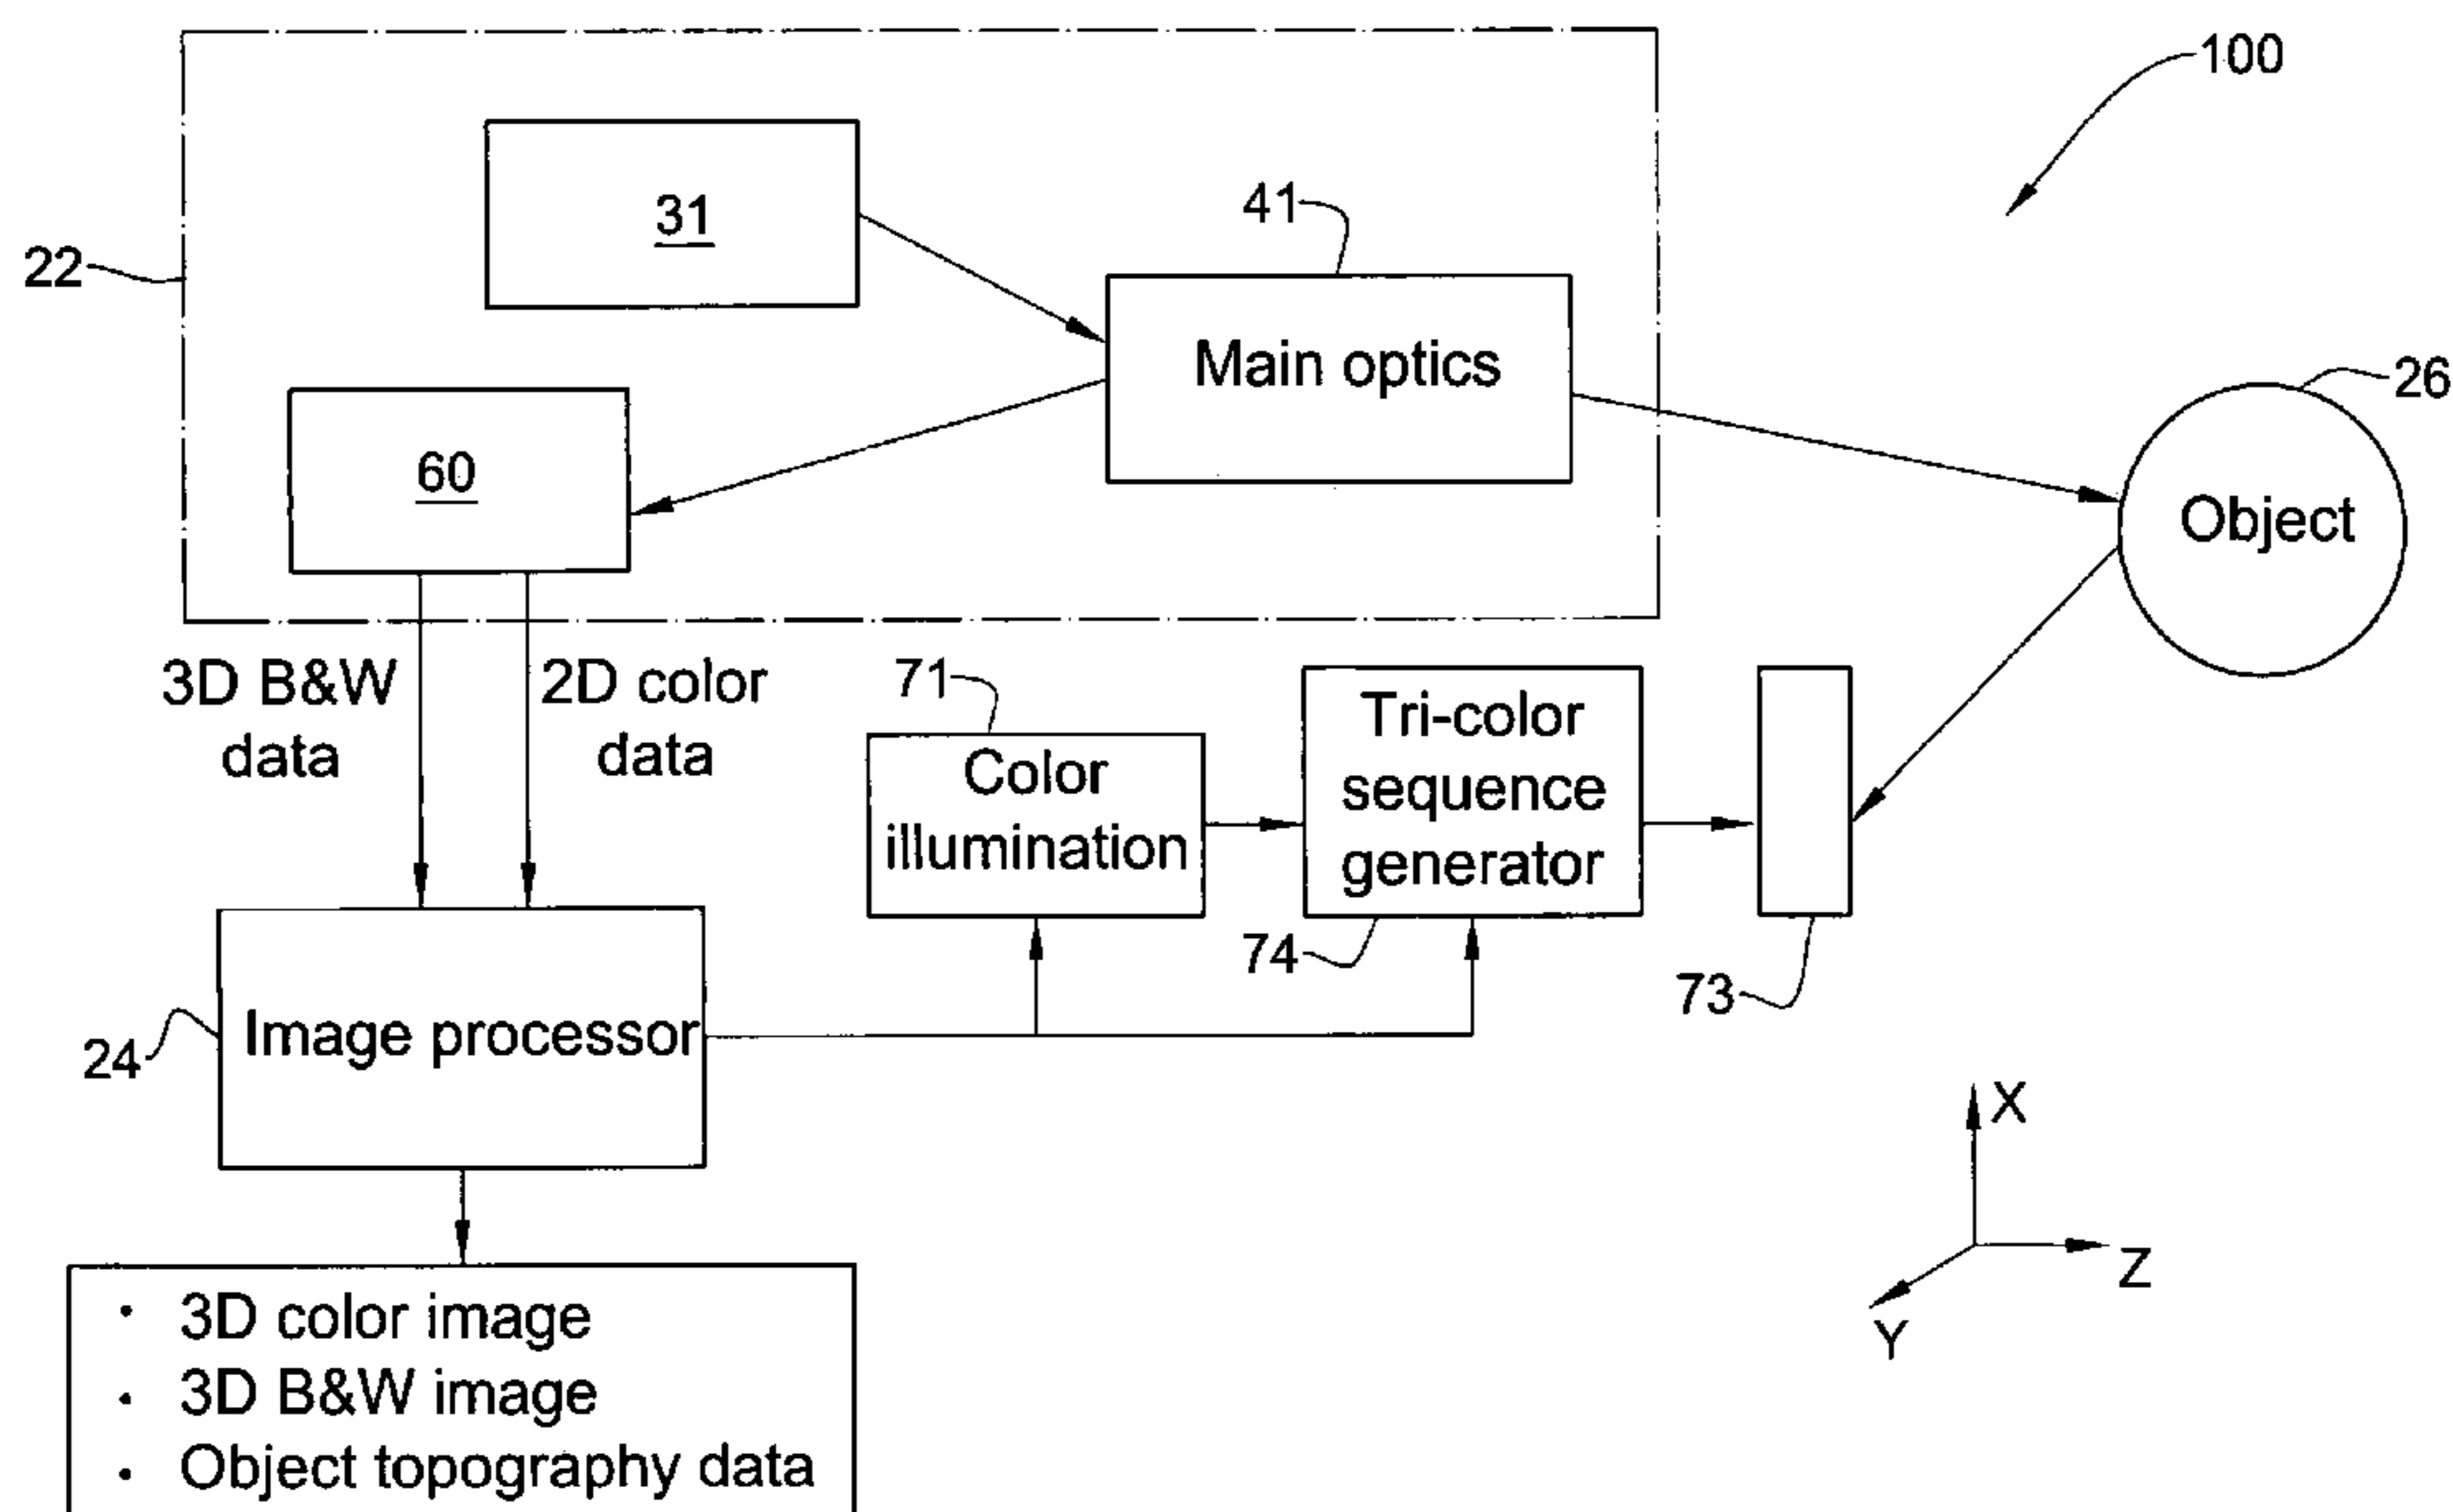 100
31
41
22
Main optics
26
60
Object
3D B&W
data
2D color
data
71
Color
illumination
Tri-color
sequence
generator
74
73
24
Image processor
X
Z
Y
• 3D color image
• 3D B&W image
• Object topography data